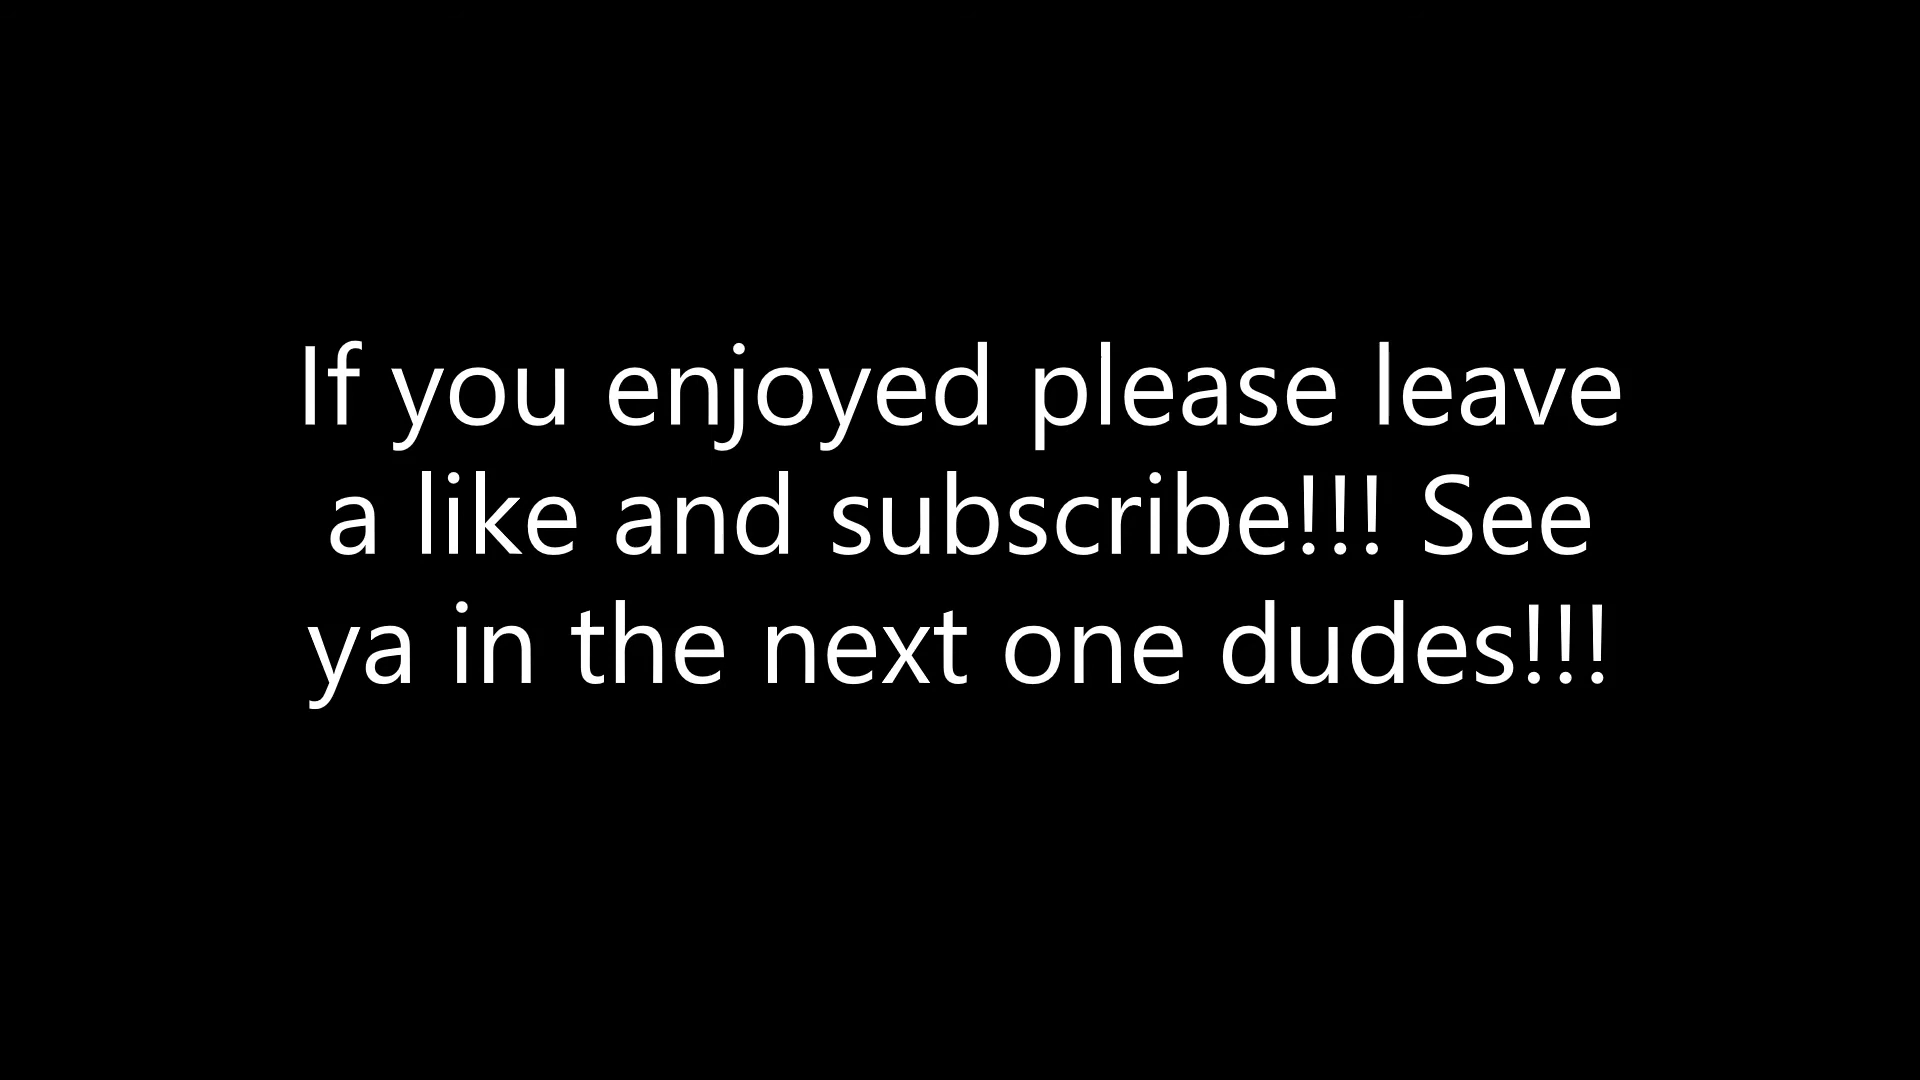 If you enjoyed please leave
a like and subscribe!!! See
ya in the next one dudes!!!